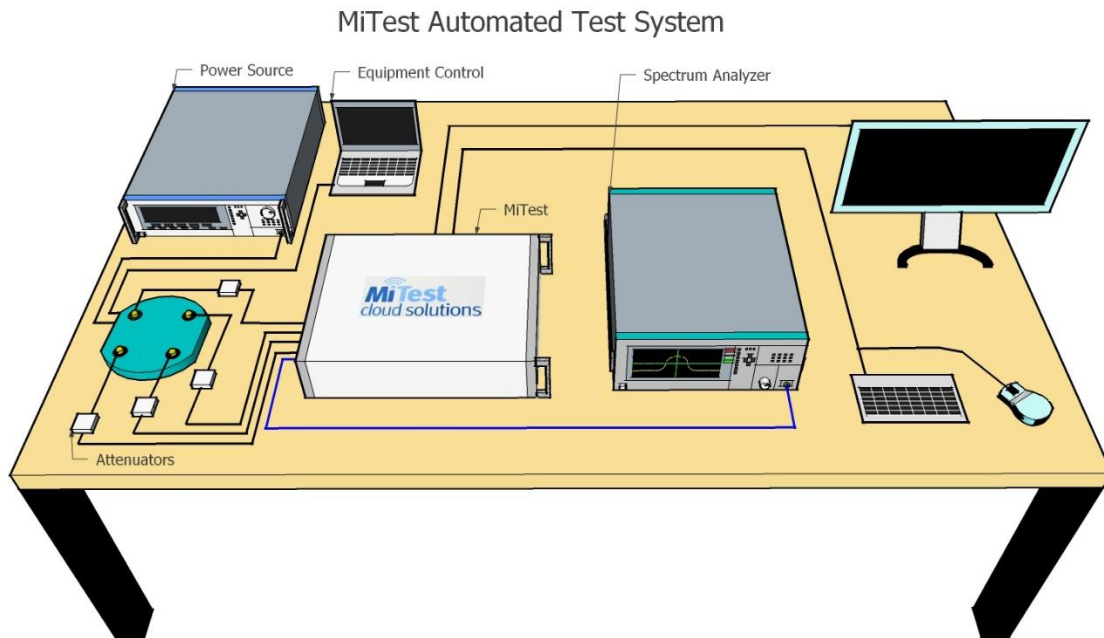 MiTest Automated Test System
Power Source
Equipment Control
Spectrum Analyzer
MiTest
MiTest
cloud solutions
Attenuators